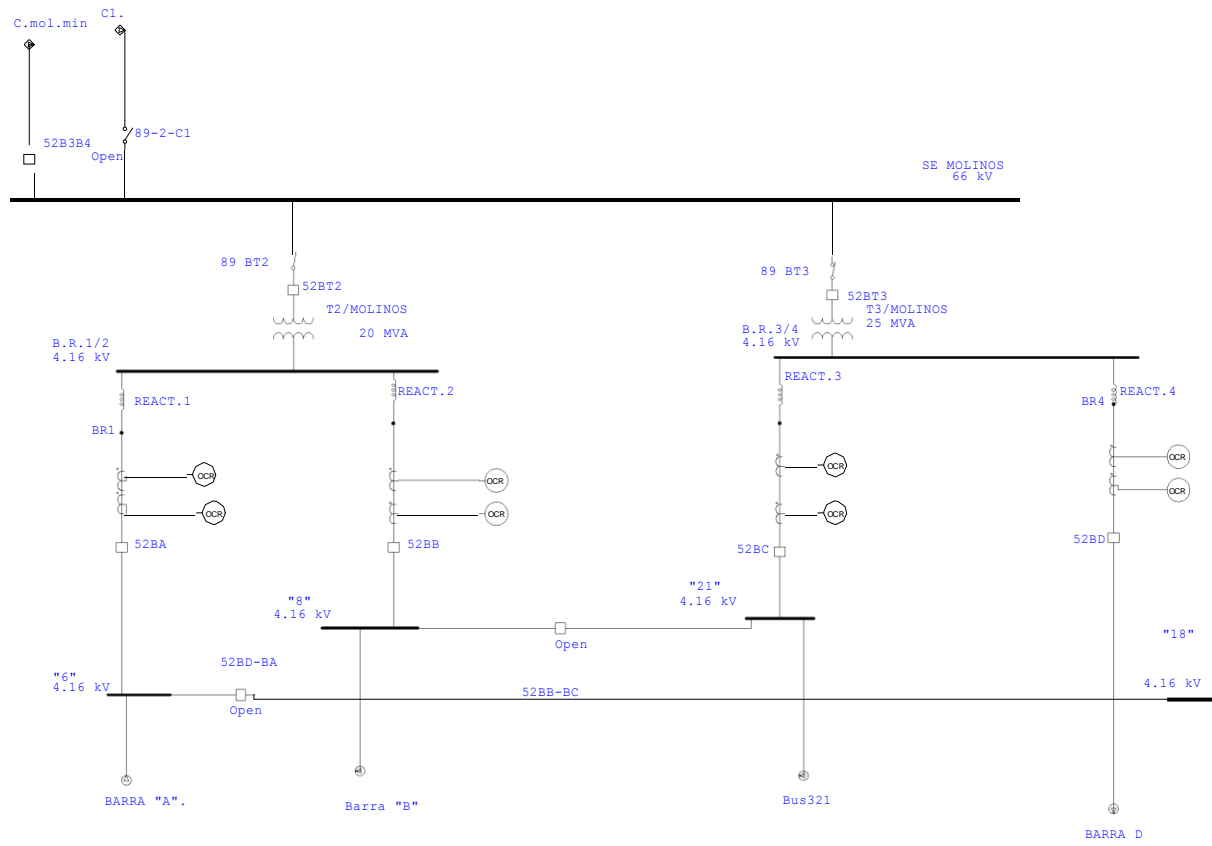 C1.
C.mol.min
89-2-C1
52B3B4
Open
SE MOLINOS
66 kV
89 BT2
52BT2
T2/MOLINOS
20 MVA
89 BT3
52BT3
T3/MOLINOS
25 MVA
B.R.1/2
4.16 kV
B.R.3/4
4.16 kV
REACT.1
REACT.2
REACT.3
REACT.4
BR1
BR4
OCR
OCR
OCR
OCR
OCR
OCR
OCR
OCR
52BA
52BB
52BC
52BD
"8"
4.16 kV
"21"
4.16 kV
Open
"18"
4.16 kV
52BD-BA
"6"
4.16 kV
Open
52BB-BC
BARRA "A".
Barra "B"
Bus321
BARRA D